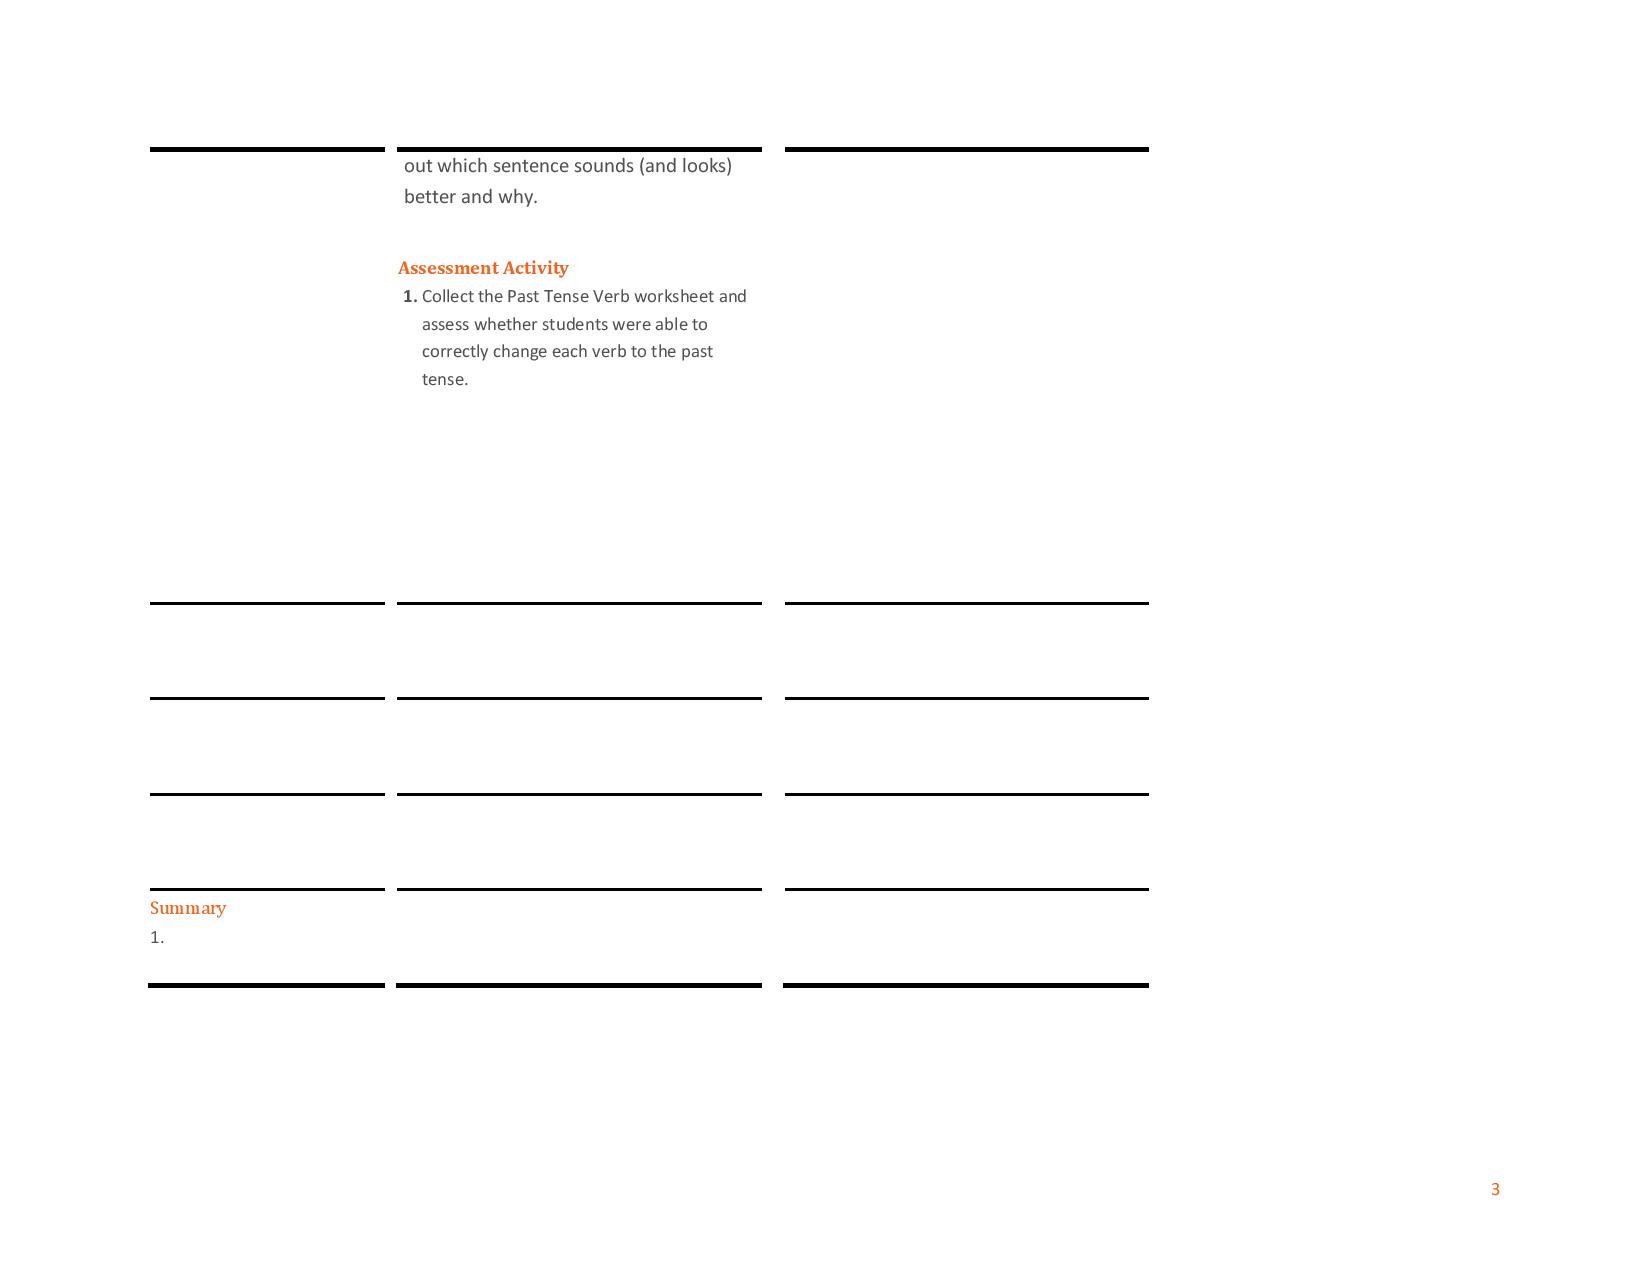 out which sentence sounds (and looks)
better and why.
Assessment Activity
1. Collect the Past Tense Verb worksheet and
assess whether students were able to
correctly change each verb to the past
tense.
Summary
1.
3